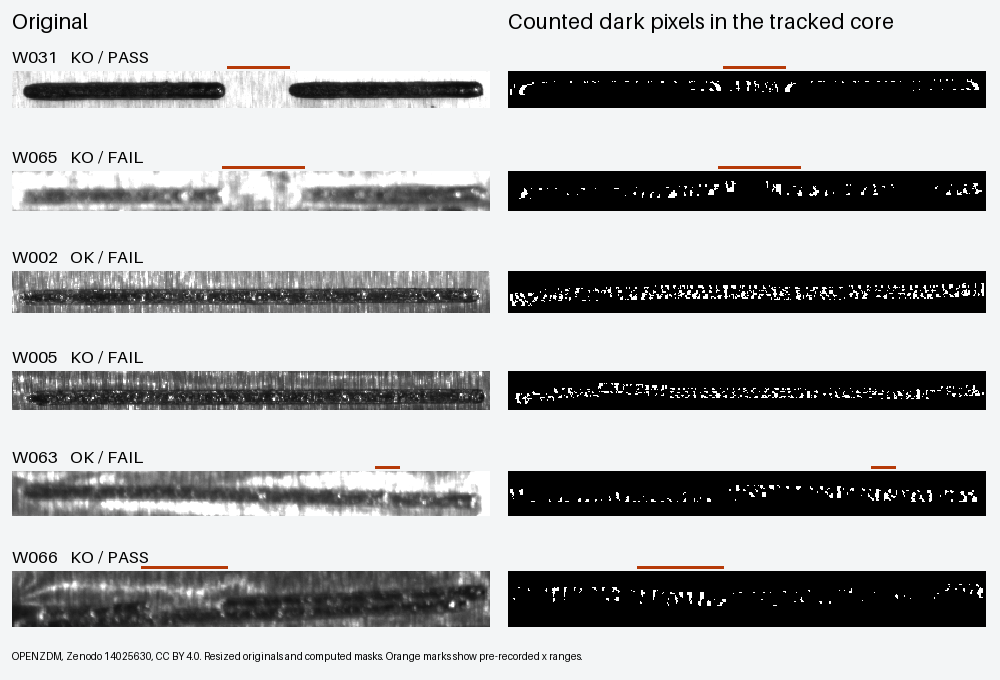 Original
Counted dark pixels in the tracked core
W031 KO / PASS
W065 KO / FAIL
W002 OK / FAIL
W005 KO / FAIL
W063 OK / FAIL
W066 KO / PASS
OPENZDM, Zenodo 14025630, CC BY 4.0. Resized originals and computed masks. Orange marks show pre-recorded x ranges.